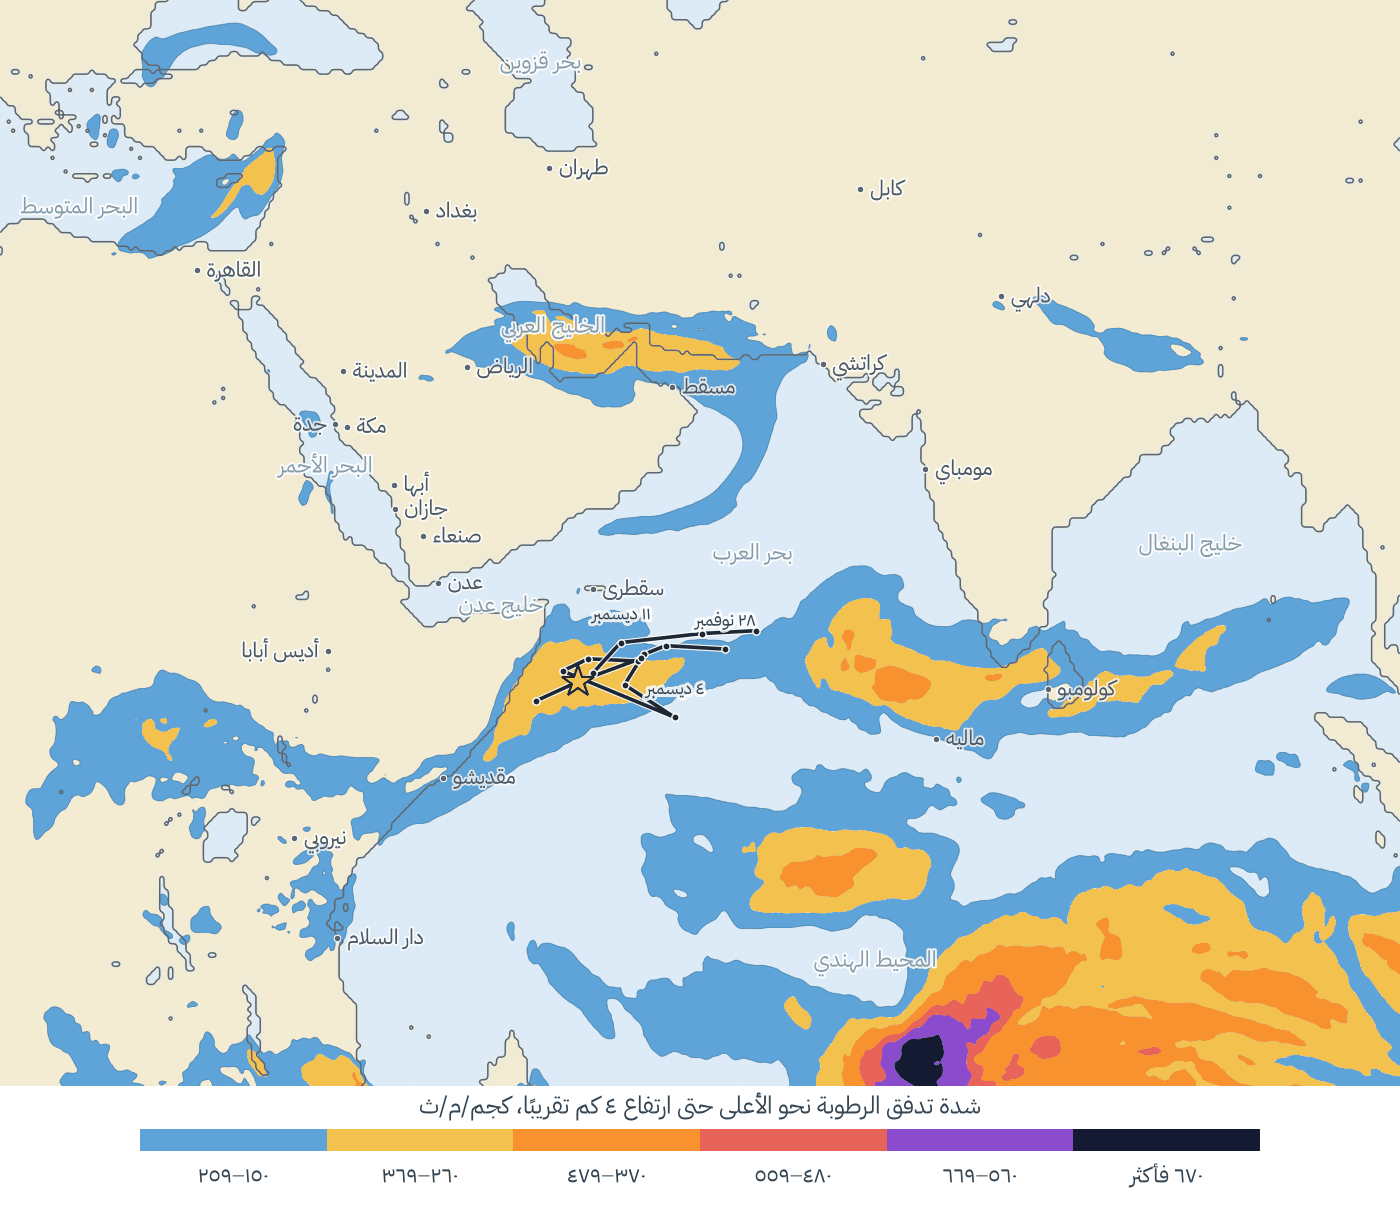 بحر قزوين
طهران
كابل
البحر المتوسط
بغداد
القاهرة
دلهي
الخليج العربي
كراتشي
الرياض
المدينة
مسقط
جدة
مكة
البحر الأحمر
مومباي
أبها
جازان
صنعاء
خليج البنغال
بحر العرب
عدن
سقطرى
خليج عدن
١١ ديسمبر
٢٨ نوفمبر
أديس أبابا
٤ ديسمبر
كولومبو
ماليه
مقديشو
نيروبي
دار السلام
المحيط الهندي
شدة تدفق الرطوبة نحو الأعلى حتى ارتفاع ٤ كم تقريبًا، كجم/م/ث
١٥٠–٢٥٩
٢٦٠–٣٦٩
٣٧٠–٤٧٩
٤٨٠–٥٥٩
٥٦٠–٦٦٩
٦٧٠ فأكثر